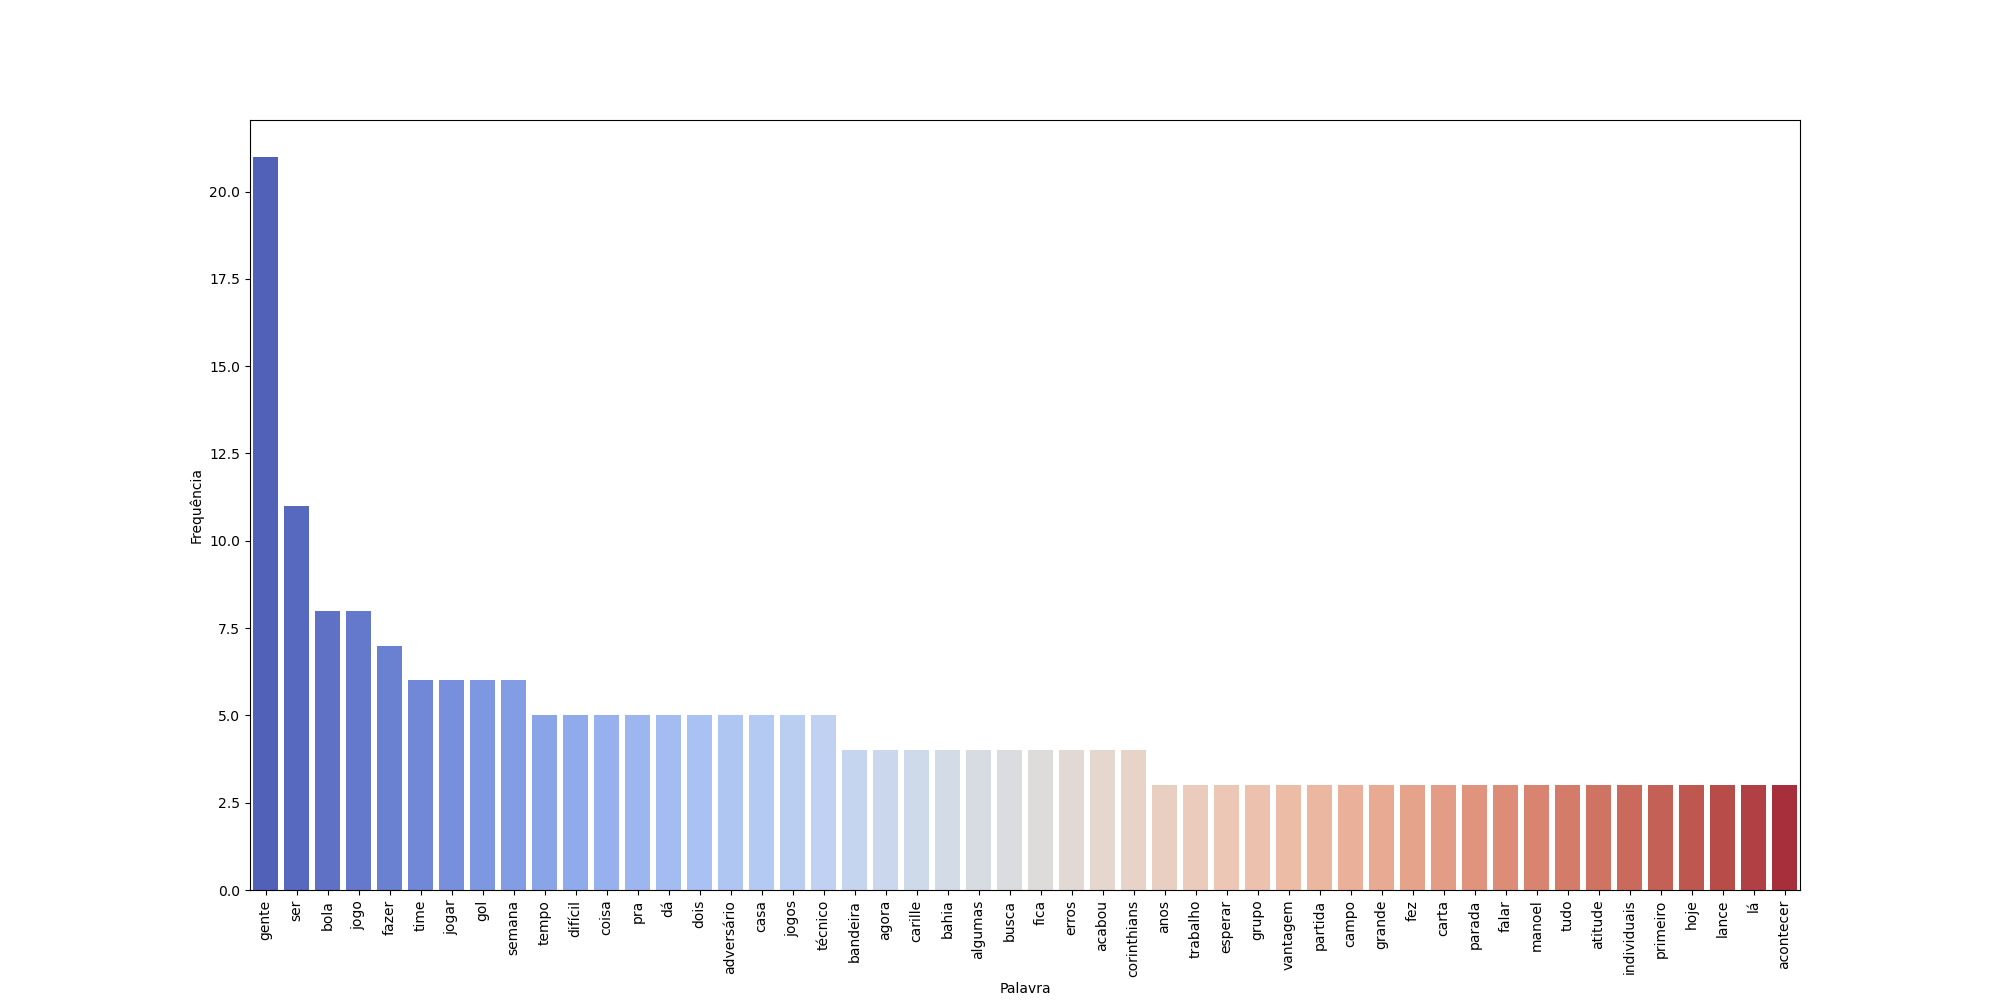 20.0
17.5
15.0
12.5
10.0
7.5
5.0
2.5
0.0
Frequência
gente
ser
bola
jogo
fazer
time
jogar
gol
semana
tempo
difícil
coisa
pra
dá
dois
adversário
casa
jogos
técnico
bandeira
agora
carille
bahia
algumas
busca
fica
erros
acabou
corinthians
anos
trabalho
esperar
grupo
vantagem
partida
campo
grande
fez
carta
parada
falar
manoel
tudo
atitude
individuais
primeiro
hoje
lance
lá
acontecer
Palavra